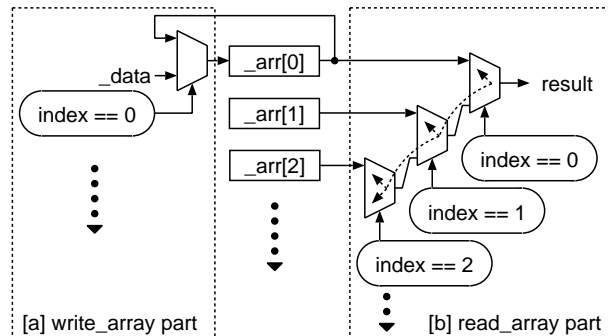 _arr[0]
_data
result
index == 0
_arr[1]
_arr[2]
index == 0
index == 1
index == 2
[a] write_array part
[b] read_array part